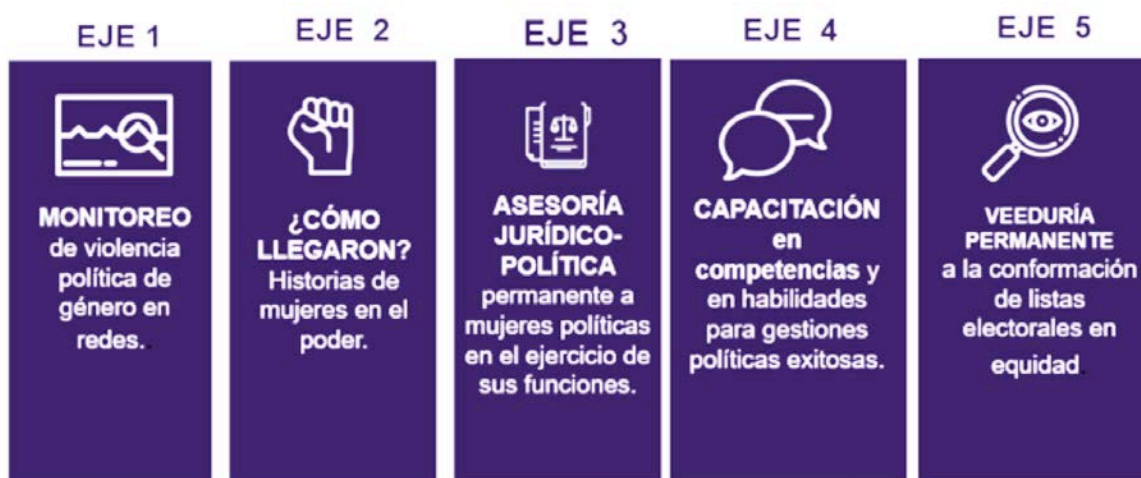 EJE 1
MONITOREO
de violencia
política de
género en
redes..
EJE 2
¿CÓMO
LLEGARON?
Historias de
mujeres en el
poder.
EJE 3
ASESORÍA
JURÍDICO-
POLÍTICA
permanente a
mujeres políticas
en el ejercicio de
sus funciones.
EJE 4
CAPACITACIÓN
en
competencias y
en habilidades
para gestiones
políticas exitosas.
EJE 5
VEEDURÍA
PERMANENTE
a la conformación
de listas
electorales en
equidad.